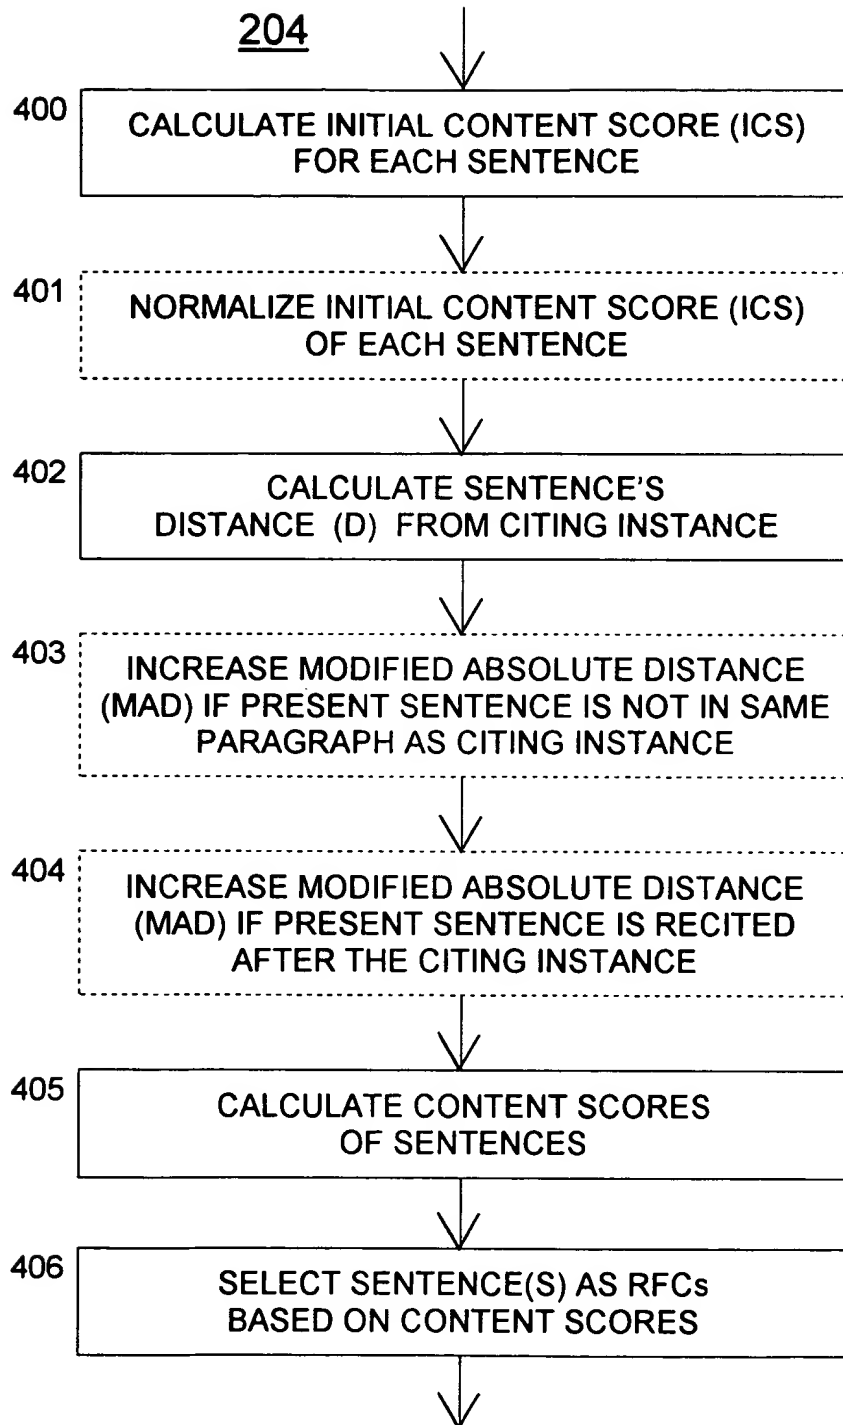 204
400
CALCULATE INITIAL CONTENT SCORE (ICS)
FOR EACH SENTENCE
401
NORMALIZE INITIAL CONTENT SCORE (ICS)
OF EACH SENTENCE
402
CALCULATE SENTENCE'S
DISTANCE (D) FROM CITING INSTANCE
403
INCREASE MODIFIED ABSOLUTE DISTANCE
(MAD) IF PRESENT SENTENCE IS NOT IN SAME
PARAGRAPH AS CITING INSTANCE
404
INCREASE MODIFIED ABSOLUTE DISTANCE
(MAD) IF PRESENT SENTENCE IS RECITED
AFTER THE CITING INSTANCE
405
CALCULATE CONTENT SCORES
OF SENTENCES
406
SELECT SENTENCE(S) AS RFCs
BASED ON CONTENT SCORES